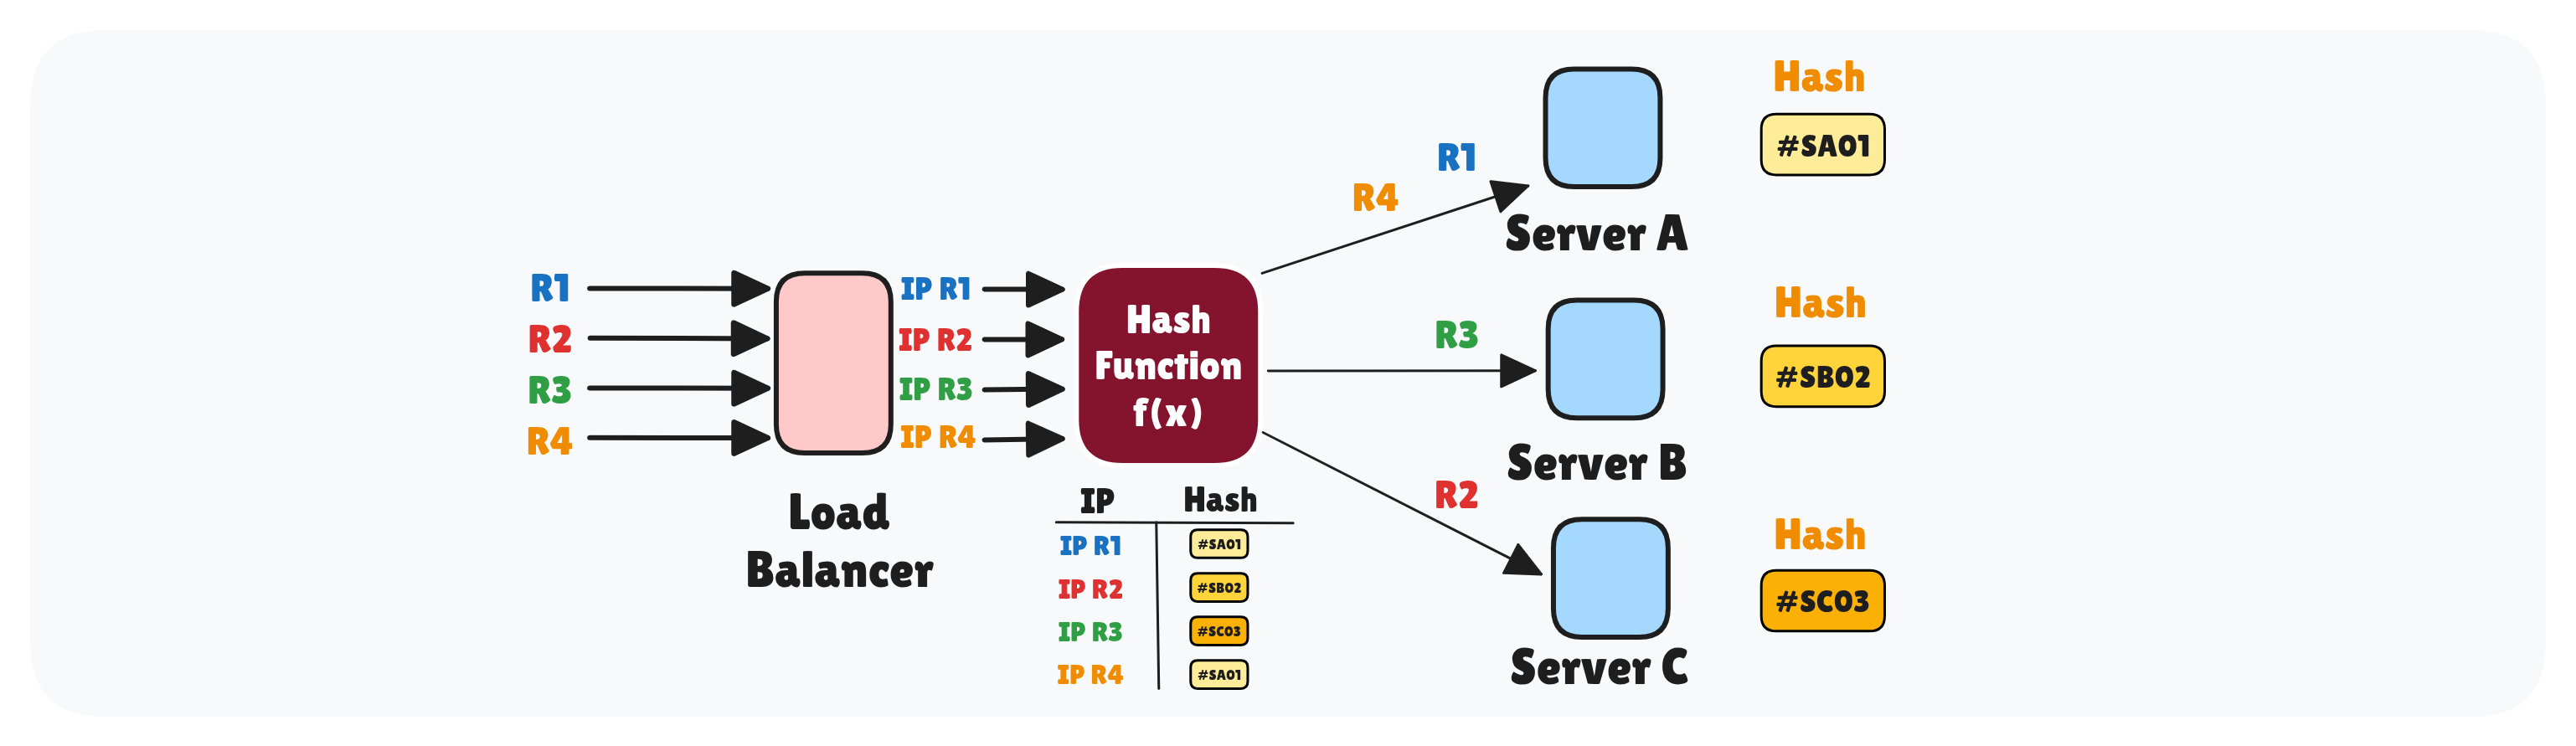 R1
R2
R3
R4
Load
Balancer
IP R1
IP R2
IP R3
IP R4
Hash
Function
f(x)
IP Hash
IP R1 #SA01
IP R2 #SB02
IP R3 #SC03
IP R4 #SA01
R4
R1
R3
R2
Server A
Hash
#SA01
Server B
Hash
#SB02
Server C
Hash
#SC03